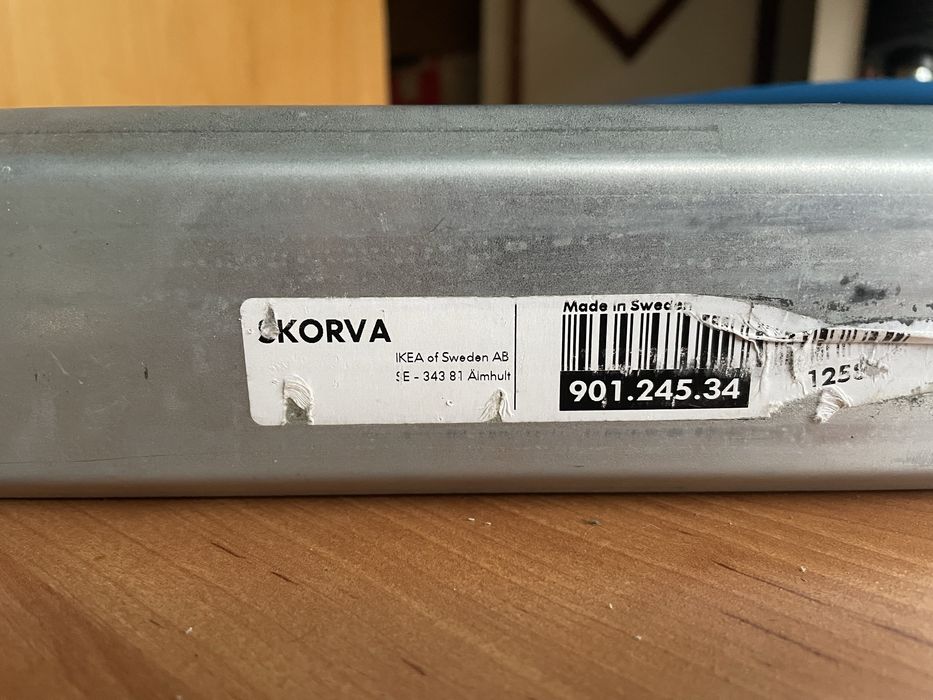 SKORVA
IKEA of Sweden AB
SE - 343 81 Älmhult
Made in Sweden
901.245.34